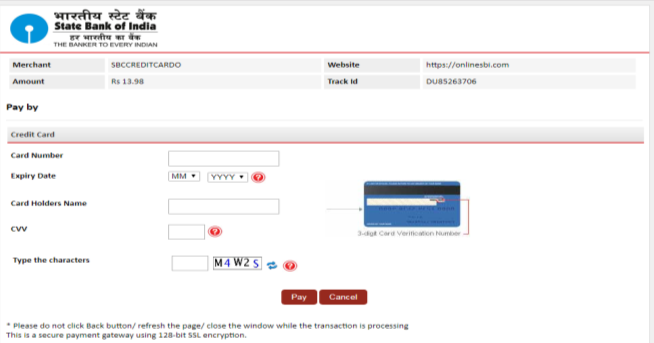 भारतीय स्टेट बैंक
State Bank of India
हर भारतीय का बैंक
THE BANKER TO EVERY INDIAN
Merchant SBCCREDITCARDO Website https://onlinesbi.com
Amount Rs 13.98 Track Id DU85263706
Pay by
Credit Card
Card Number
Expiry Date MM YYYY ?
Card Holders Name
CVV ?
3-digit Card Verification Number
Type the characters M4W2S ?
Pay Cancel
* Please do not click Back button/ refresh the page/ close the window while the transaction is processing
This is a secure payment gateway using 128-bit SSL encryption.